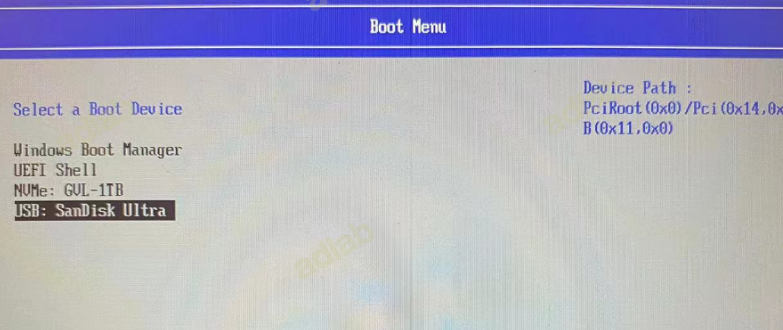 Boot Menu
Select a Boot Device
Windows Boot Manager
UEFI Shell
NVMe: GVL-1TB
USB: SanDisk Ultra
Device Path :
PciRoot(0x0)/Pci(0x14,0x
B(0x11,0x0)
adlab